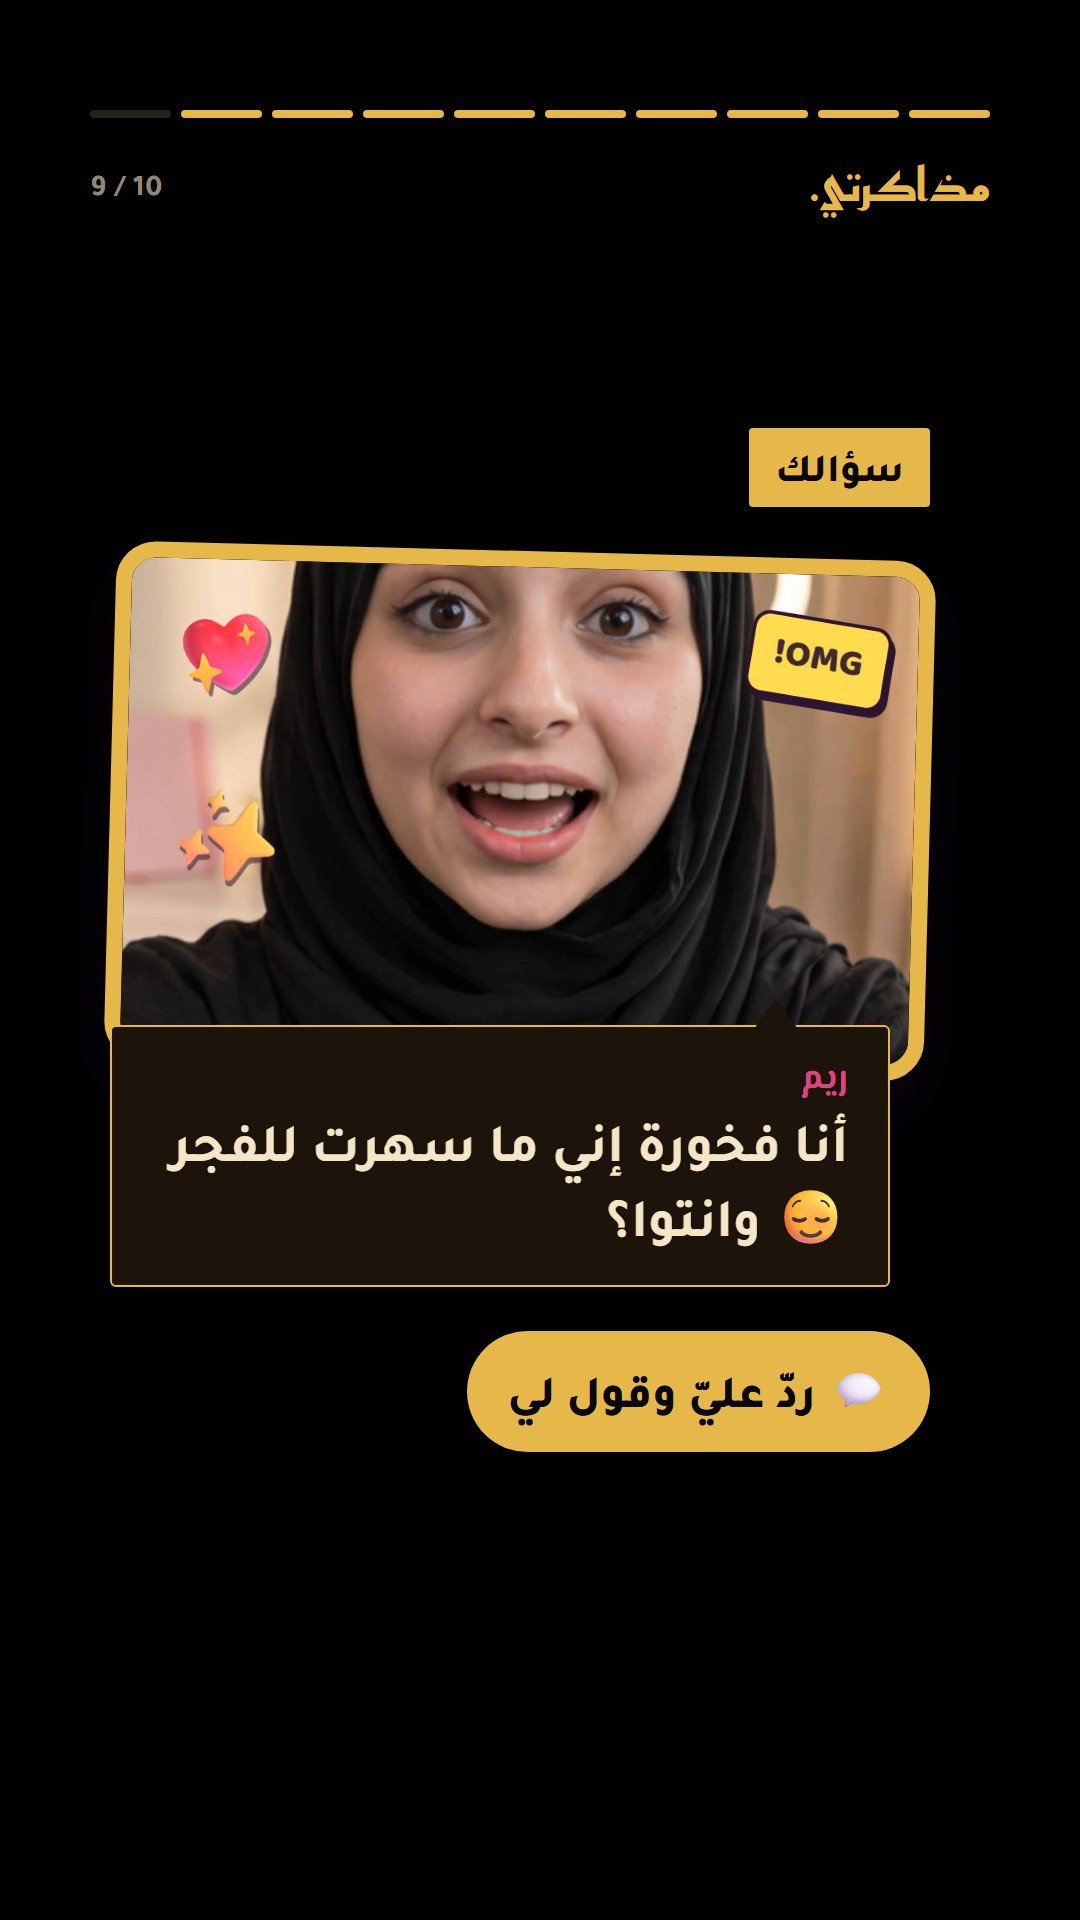 مذاكرتي.
9 / 10
سؤالك
!OMG
ريم
أنا فخورة إني ما سهرت للفجر
😌 وانتوا؟
💬 ردّ عليّ وقول لي